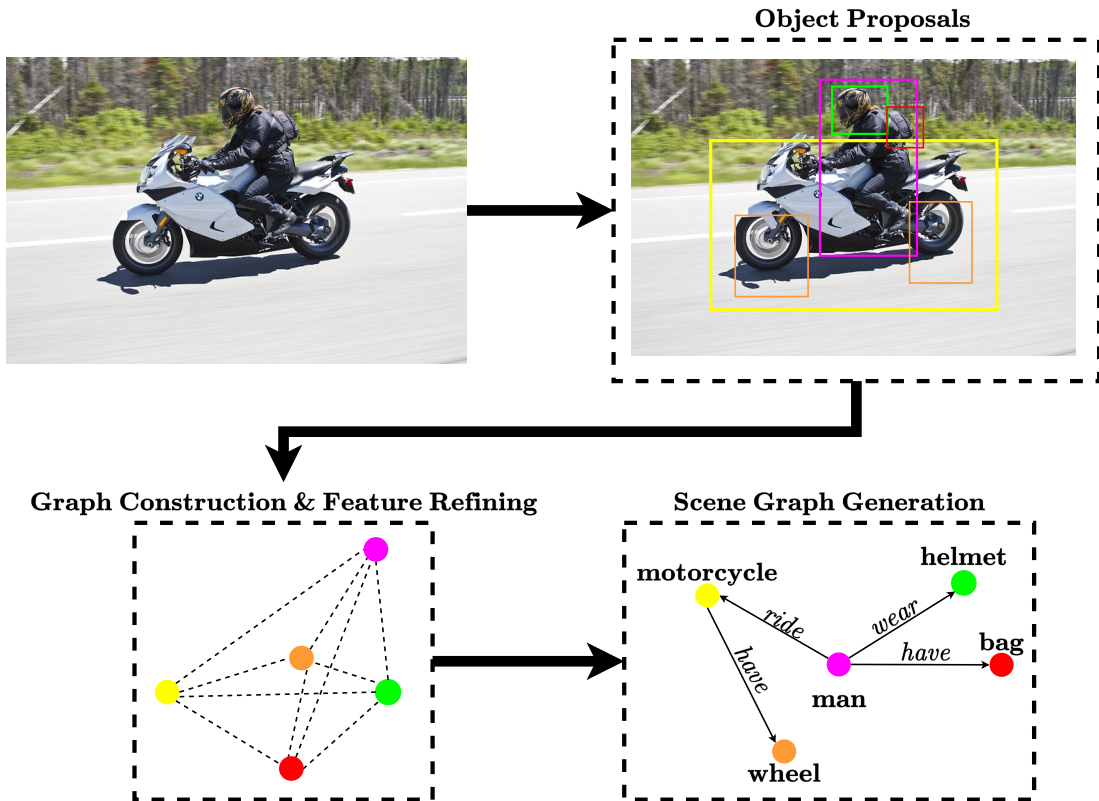 Object Proposals
Graph Construction & Feature Refining
Scene Graph Generation
motorcycle
helmet
ride
wear
bag
have
have
man
wheel